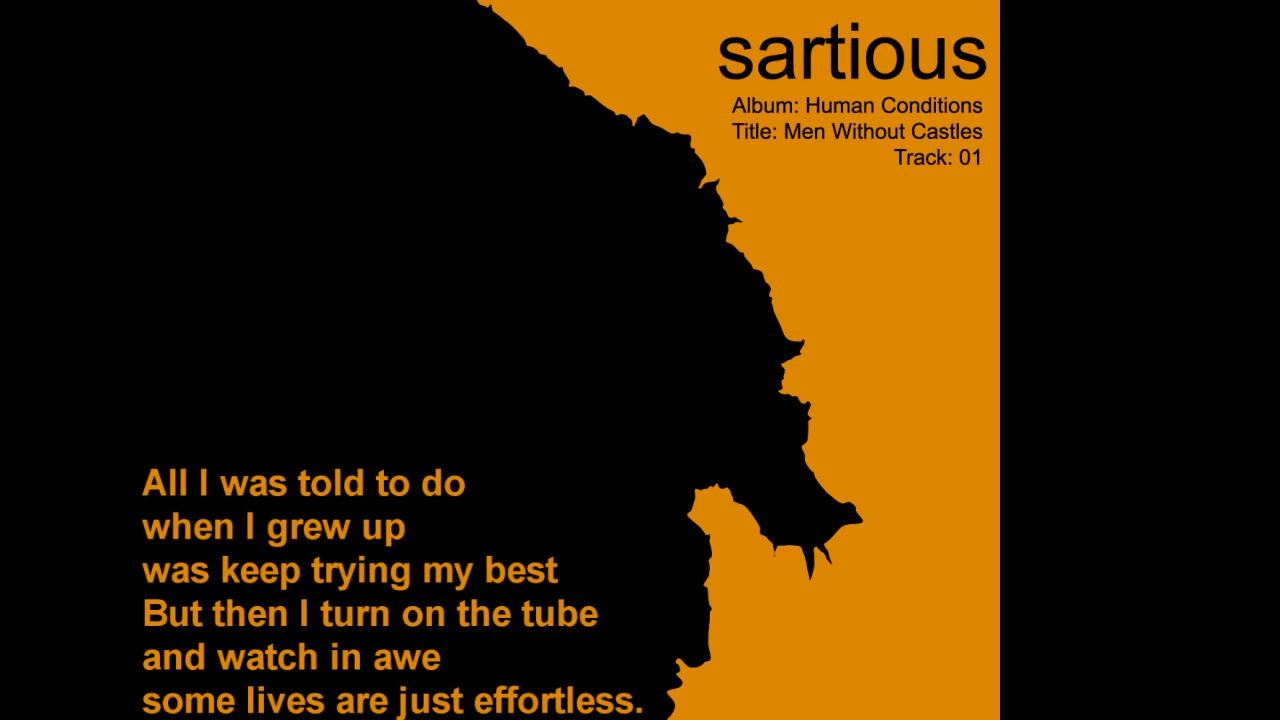 sartious
Album: Human Conditions
Title: Men Without Castles
Track: 01
All I was told to do
when I grew up
was keep trying my best
But then I turn on the tube
and watch in awe
some lives are just effortless.